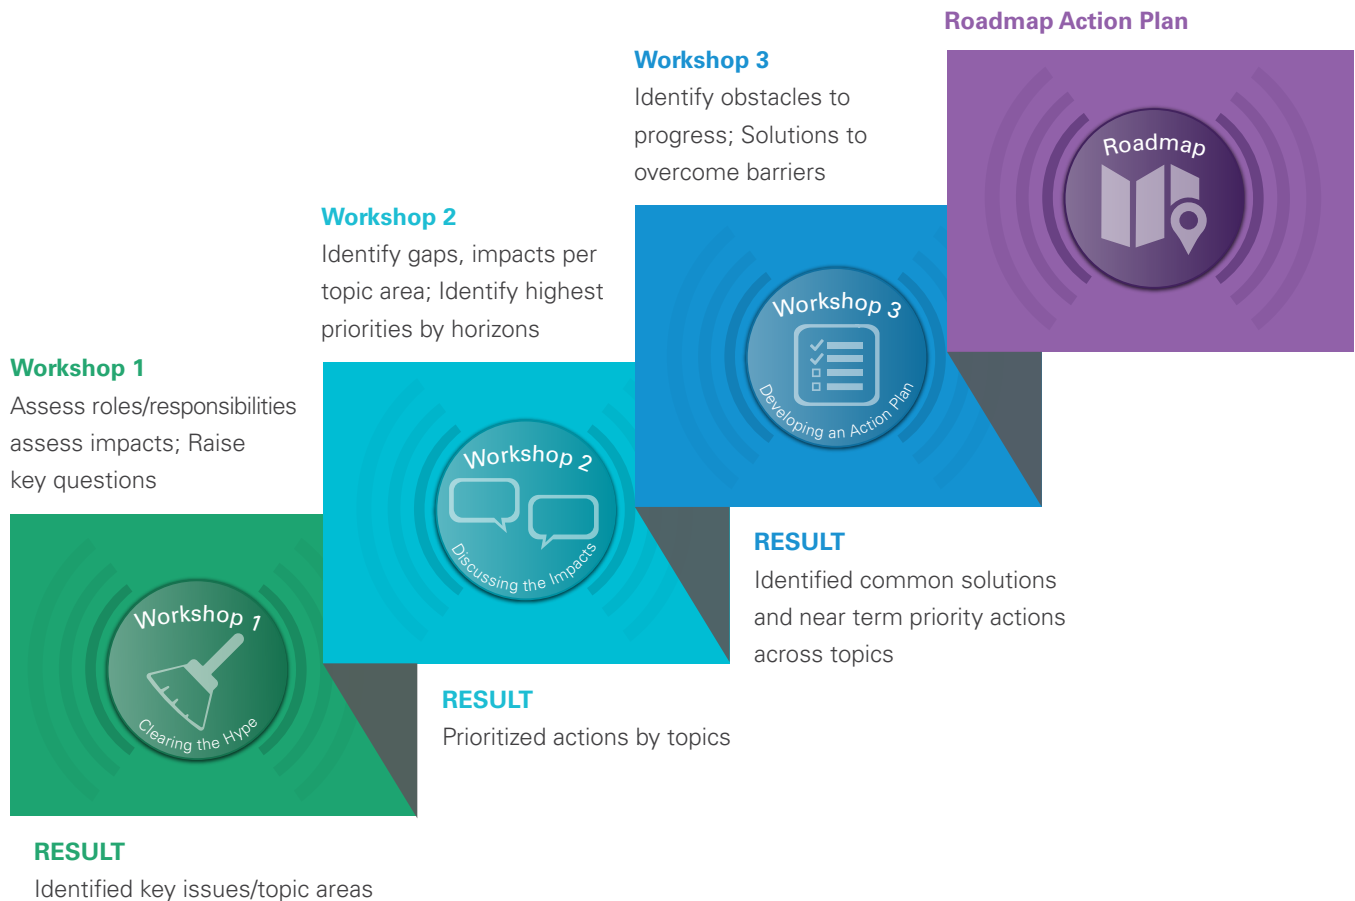 Roadmap Action Plan
Roadmap
Workshop 3
Identify obstacles to
progress; Solutions to
overcome barriers
Workshop 3
Developing an Action Plan
RESULT
Identified common solutions
and near term priority actions
across topics
Workshop 2
Identify gaps, impacts per
topic area; Identify highest
priorities by horizons
Workshop 2
Discussing the Impacts
RESULT
Prioritized actions by topics
Workshop 1
Assess roles/responsibilities
assess impacts; Raise
key questions
Workshop 1
Clearing the Hype
RESULT
Identified key issues/topic areas